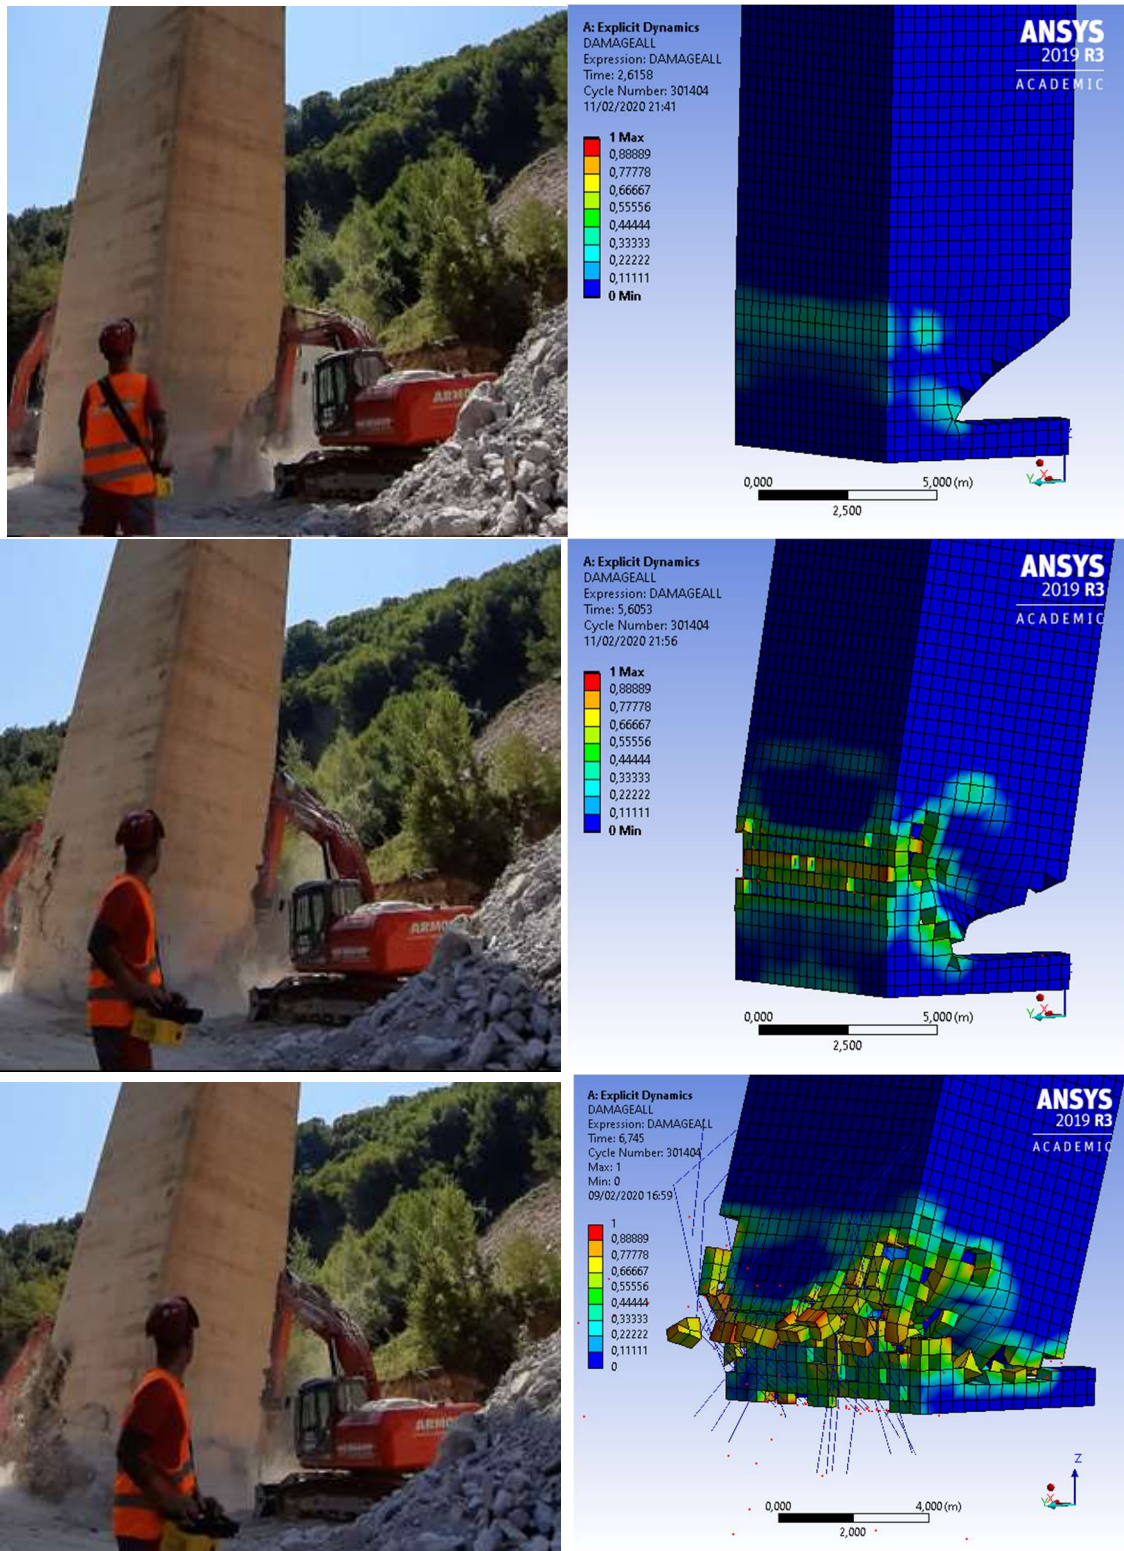 ARMO
A: Explicit Dynamics
DAMAGEALL
Expression: DAMAGEALL
Time: 2,6158
Cycle Number: 301404
11/02/2020 21:41
1 Max
0,88889
0,77778
0,66667
0,55556
0,44444
0,33333
0,22222
0,11111
0 Min
ANSYS
2019 R3
ACADEMIC
0,000
5,000 (m)
2,500
Z
Y
X
ARMO
A: Explicit Dynamics
DAMAGEALL
Expression: DAMAGEALL
Time: 5,6053
Cycle Number: 301404
11/02/2020 21:56
1 Max
0,88889
0,77778
0,66667
0,55556
0,44444
0,33333
0,22222
0,11111
0 Min
ANSYS
2019 R3
ACADEMIC
0,000
5,000 (m)
2,500
Y
X
ARMO
A: Explicit Dynamics
DAMAGEALL
Expression: DAMAGEALL
Time: 6,745
Cycle Number: 301404
Max: 1
Min: 0
09/02/2020 16:59
1
0,88889
0,77778
0,66667
0,55556
0,44444
0,33333
0,22222
0,11111
0
ANSYS
2019 R3
ACADEMIC
0,000
4,000 (m)
2,000
Z
Y
X